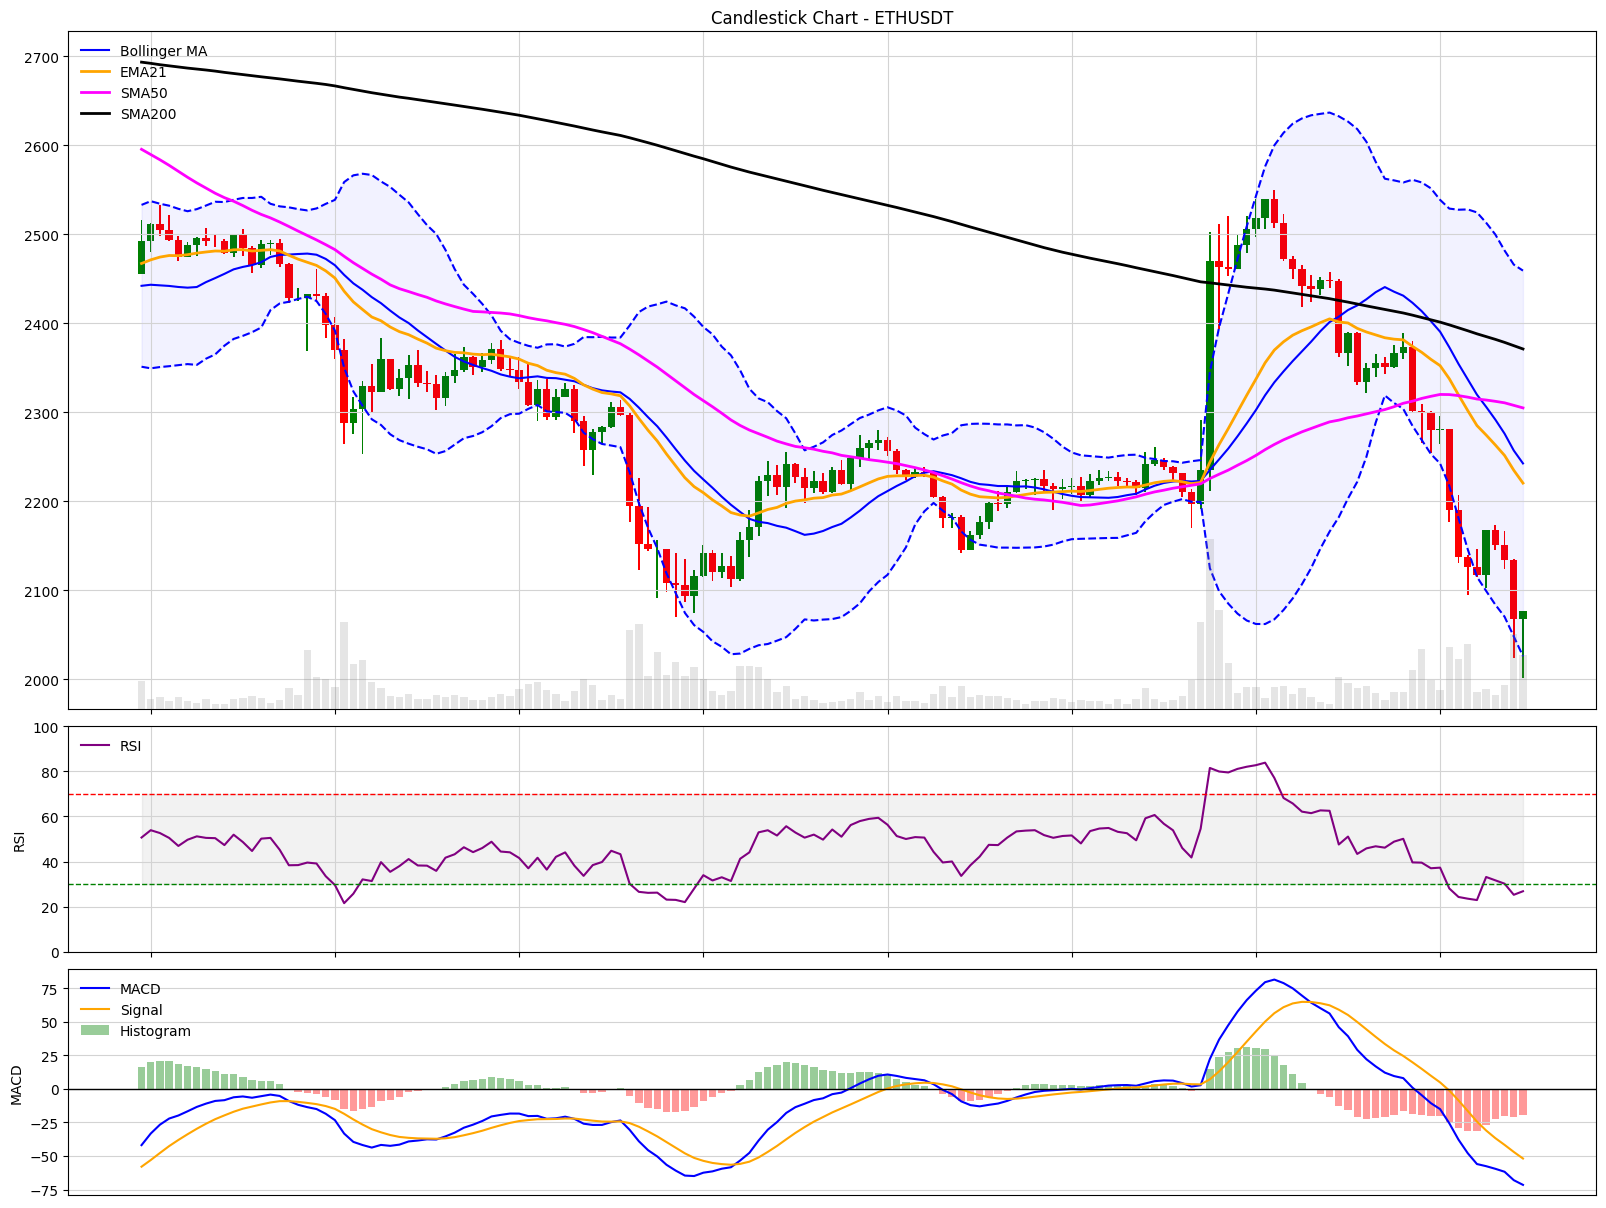 Candlestick Chart - ETHUSDT
Bollinger MA
EMA21
SMA50
SMA200
2700
2600
2500
2400
2300
2200
2100
2000
RSI
RSI
100
80
60
40
20
0
MACD
MACD
Signal
Histogram
75
50
25
0
−25
−50
−75